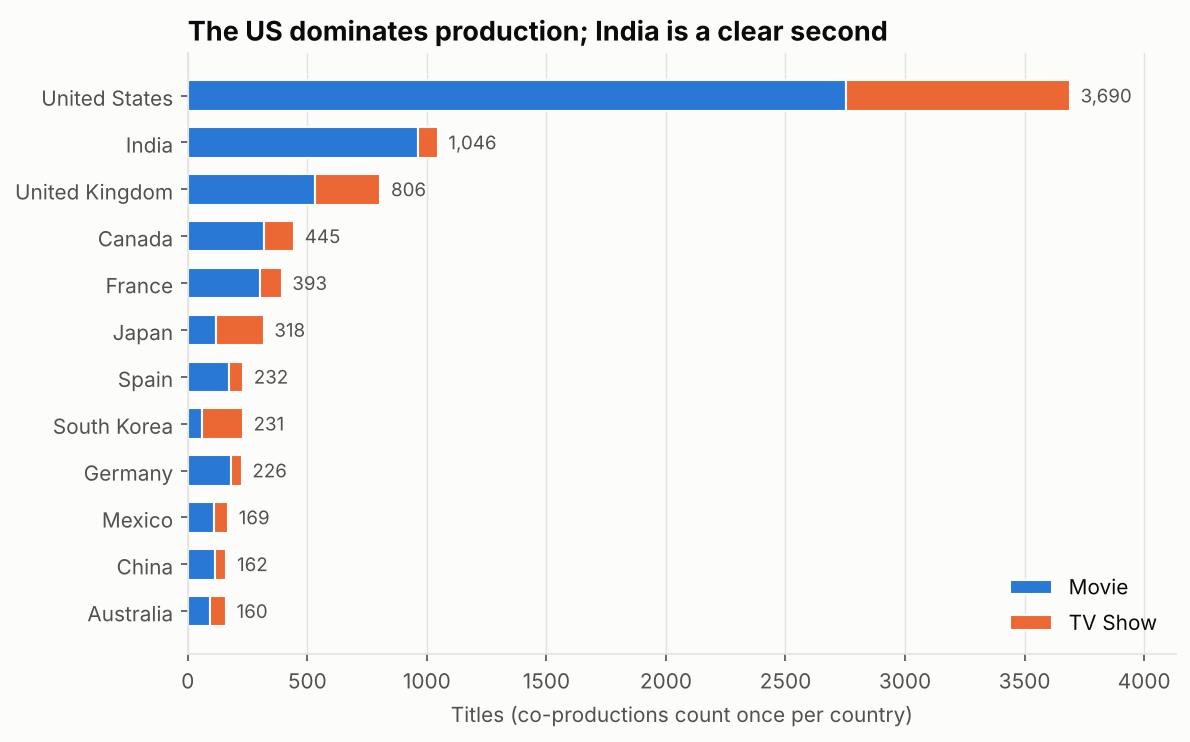 The US dominates production; India is a clear second
United States 3,690
India 1,046
United Kingdom 806
Canada 445
France 393
Japan 318
Spain 232
South Korea 231
Germany 226
Mexico 169
China 162
Australia 160
Movie
TV Show
0 500 1000 1500 2000 2500 3000 3500 4000
Titles (co-productions count once per country)